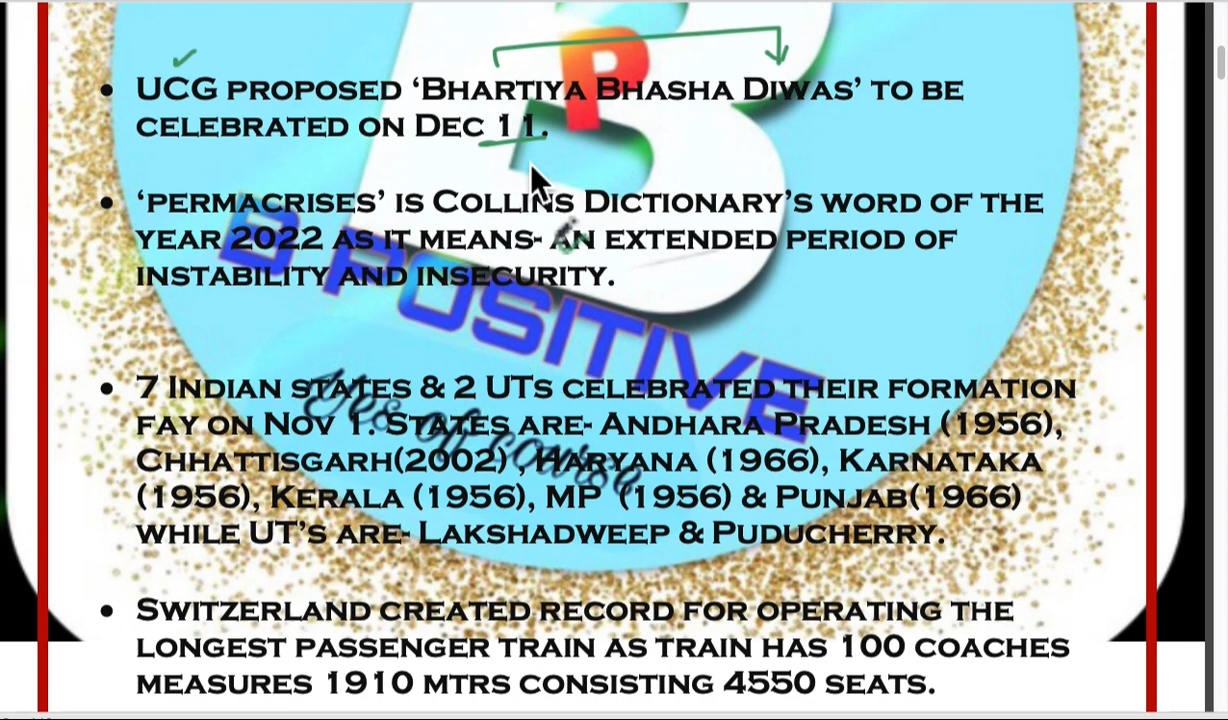 • UCG PROPOSED ‘BHARTIYA BHASHA DIWAS’ TO BE
CELEBRATED ON DEC 11.
• ‘PERMACRISES’ IS COLLINS DICTIONARY’S WORD OF THE
YEAR 2022 AS IT MEANS- AN EXTENDED PERIOD OF
INSTABILITY AND INSECURITY.
• 7 INDIAN STATES & 2 UTS CELEBRATED THEIR FORMATION
FAY ON NOV 1. STATES ARE- ANDHARA PRADESH (1956),
CHHATTISGARH(2002) , HARYANA (1966), KARNATAKA
(1956), KERALA (1956), MP (1956) & PUNJAB(1966)
WHILE UT’S ARE- LAKSHADWEEP & PUDUCHERRY.
• SWITZERLAND CREATED RECORD FOR OPERATING THE
LONGEST PASSENGER TRAIN AS TRAIN HAS 100 COACHES
MEASURES 1910 MTRS CONSISTING 4550 SEATS.
B P
B POSITIVE
Yes off course